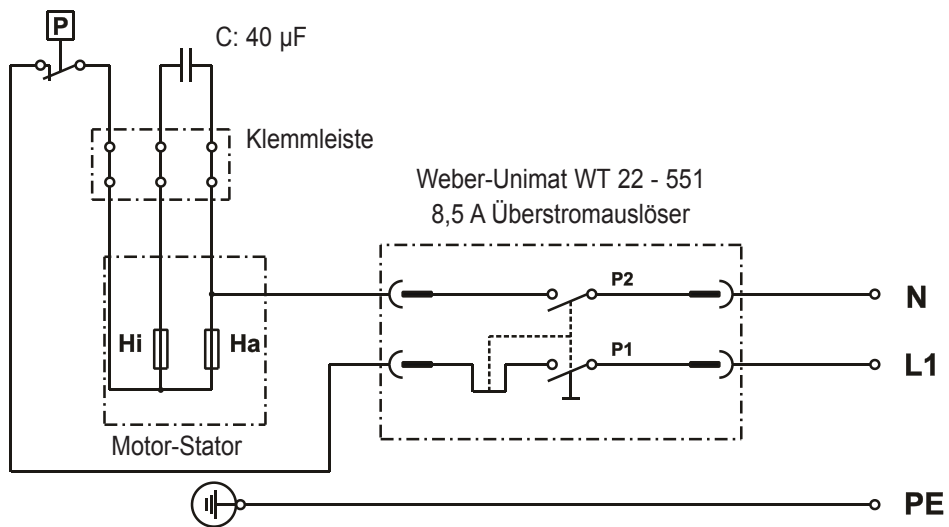 P
C: 40 µF
Klemmleiste
Weber-Unimat WT 22 - 551
8,5 A Überstromauslöser
P2
N
Hi
Ha
P1
L1
Motor-Stator
PE